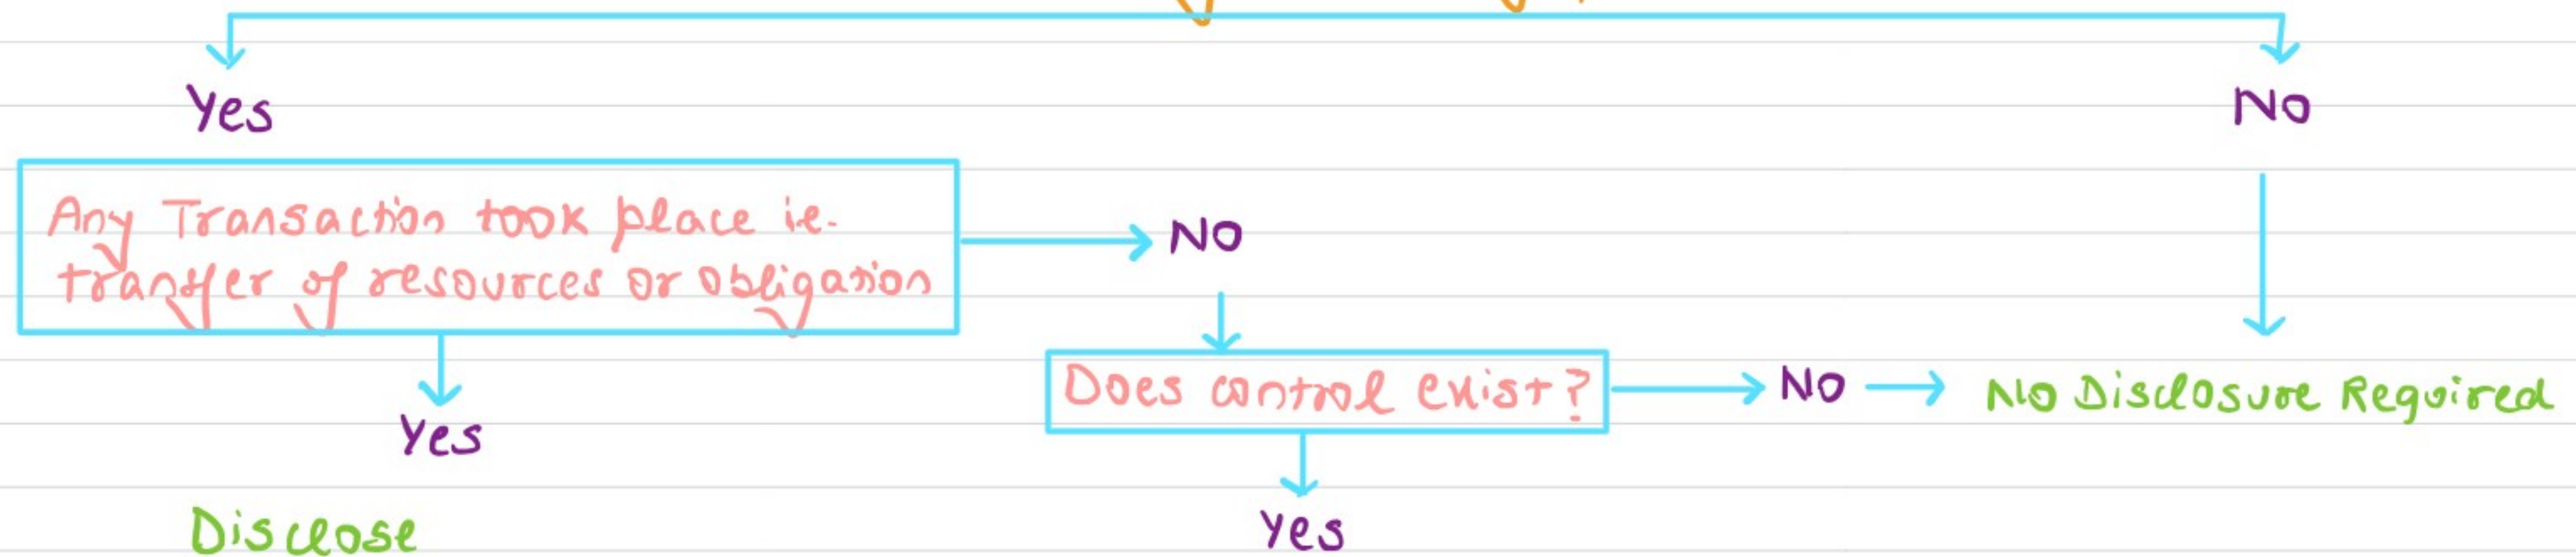 Yes
No
Any Transaction took place ie.
transfer of resources or obligation
NO
Does control exist?
NO
No Disclosure Required
Yes
Disclose
Yes